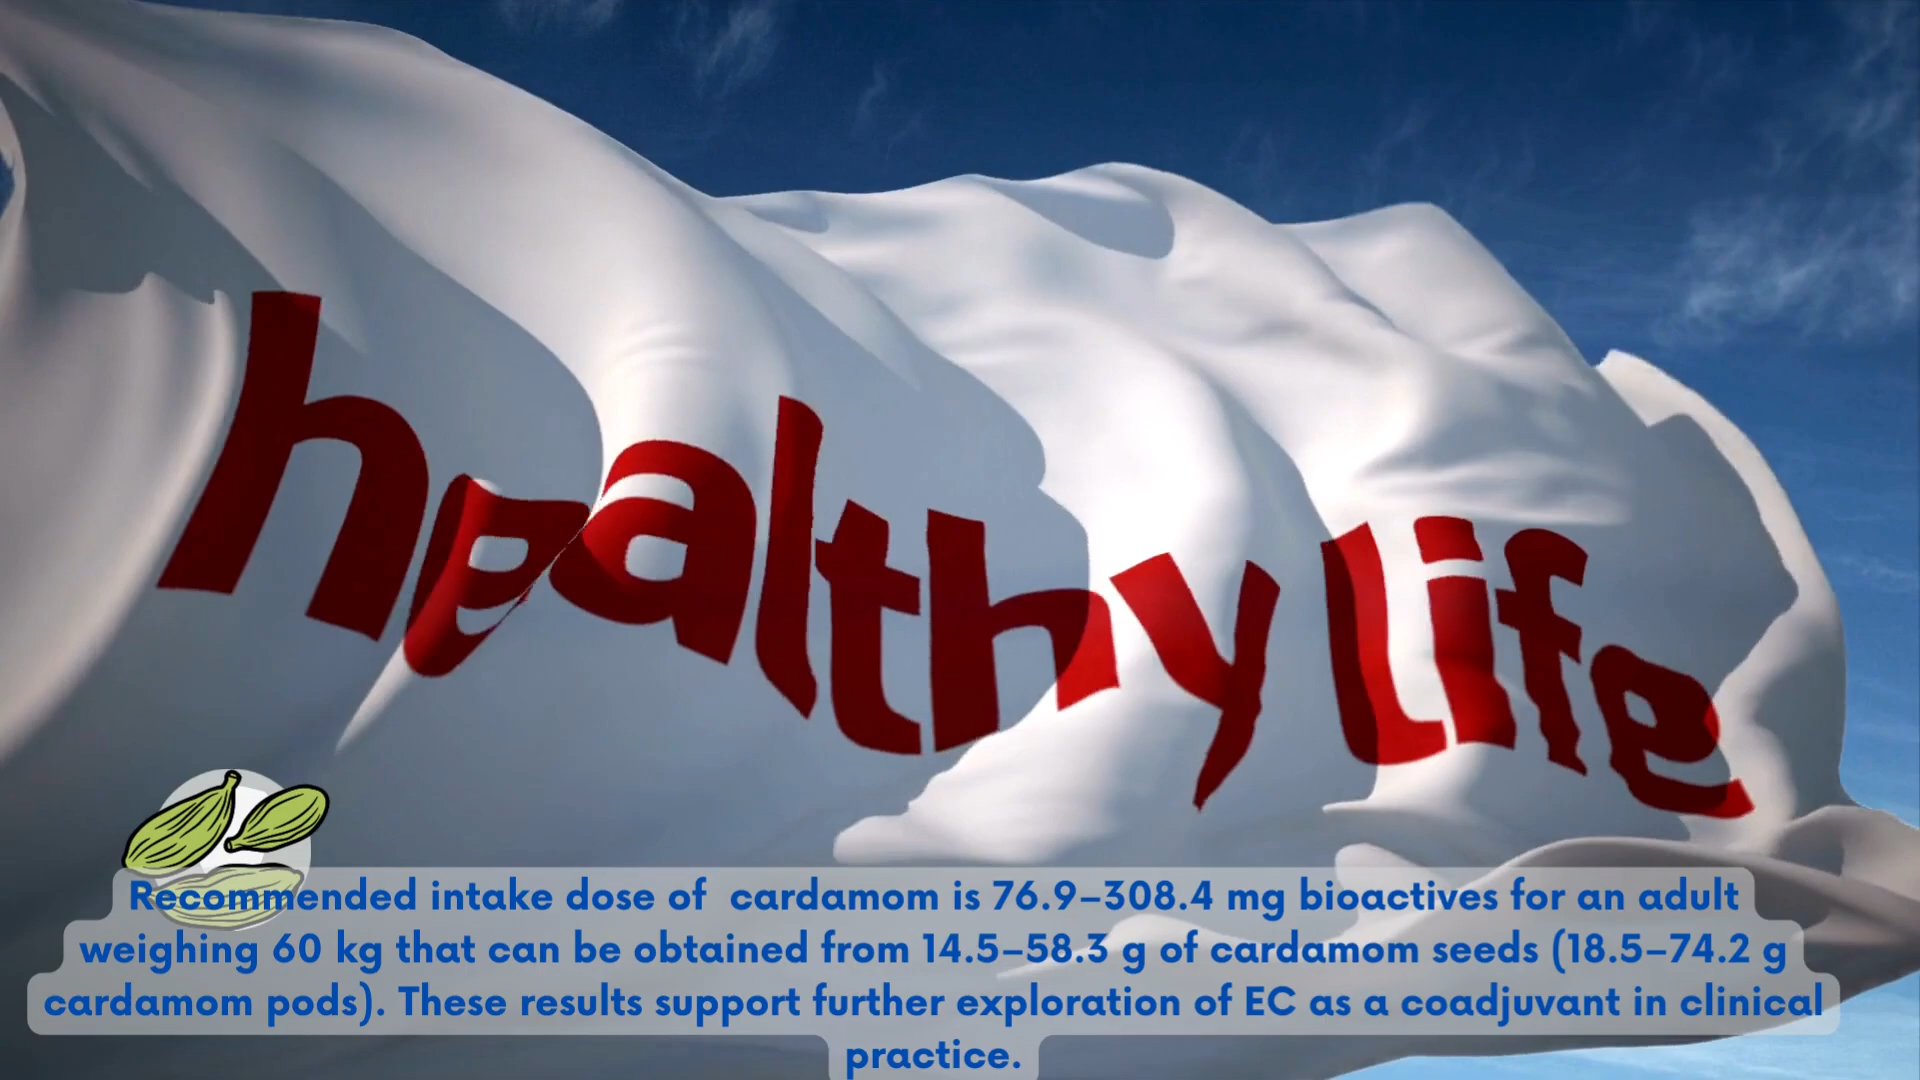 healthy life
Recommended intake dose of  cardamom is 76.9–308.4 mg bioactives for an adult
weighing 60 kg that can be obtained from 14.5–58.3 g of cardamom seeds (18.5–74.2 g
cardamom pods). These results support further exploration of EC as a coadjuvant in clinical
practice.